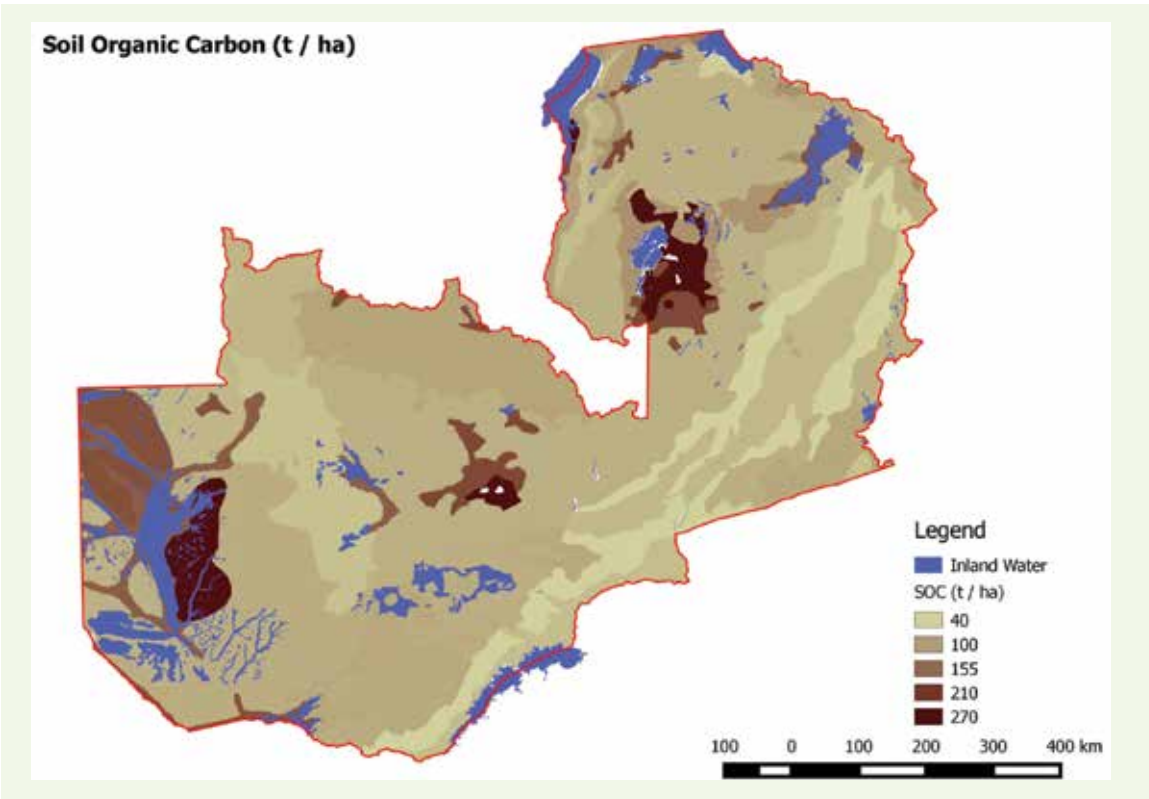 Soil Organic Carbon (t / ha)
Legend
Inland Water
SOC (t / ha)
40
100
155
210
270
100 0 100 200 300 400 km